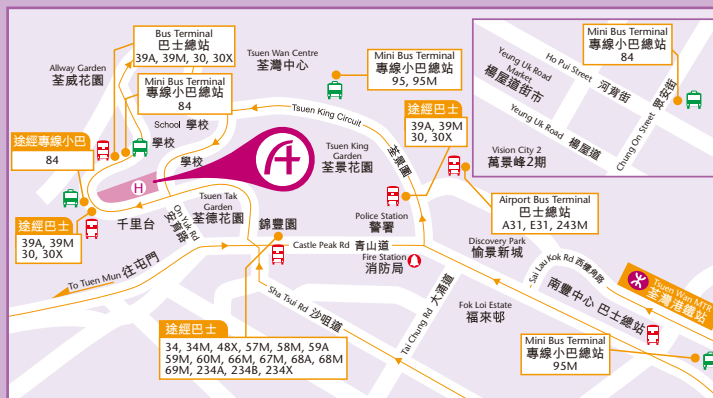 Bus Terminal
巴士總站
39A, 39M, 30, 30X
Allway Garden
荃威花園
Mini Bus Terminal
專線小巴總站
84
School 學校
學校
學校
途經專線小巴
84
途經巴士
39A, 39M
30, 30X
H
千里台
On Yuk Rd
安育路
Tsuen Tak
Garden
荃德花園
錦豐園
To Tuen Mun 往屯門
Tsuen Wan Centre
荃灣中心
Mini Bus Terminal
專線小巴總站
95, 95M
Tsuen King Circuit
荃景圍
Tsuen King
Garden
荃景花園
途經巴士
39A, 39M
30, 30X
Police Station
警署
Castle Peak Rd 青山道
Fire Station
消防局
Sha Tsui Rd 沙咀道
Tai Chung Rd 大涌道
途經巴士
34, 34M, 48X, 57M, 58M, 59A
59M, 60M, 66M, 67M, 68A, 68M
69M, 234A, 234B, 234X
Yeung Uk Road
Market
楊屋道街市
Ho Pui Street 河背街
Yeung Uk Road 楊屋道
Chung On Street 眾安街
Mini Bus Terminal
專線小巴總站
84
Vision City 2
萬景峰2期
Airport Bus Terminal
巴士總站
A31, E31, 243M
Discovery Park
愉景新城
Sai Lau Kok Rd 西樓角路
Tsuen Wan MTR
荃灣港鐵站
南豐中心 巴士總站
Fok Loi Estate
福來邨
Mini Bus Terminal
專線小巴總站
95M